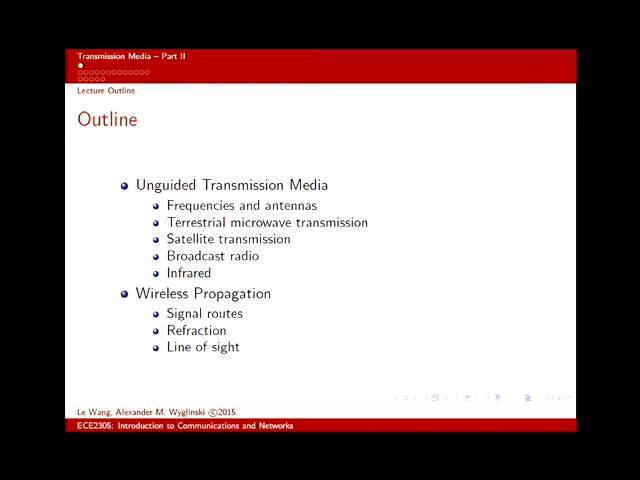 Transmission Media – Part II
Lecture Outline
Outline
Unguided Transmission Media
Frequencies and antennas
Terrestrial microwave transmission
Satellite transmission
Broadcast radio
Infrared
Wireless Propagation
Signal routes
Refraction
Line of sight
Le Wang, Alexander M. Wyglinski ©2015
ECE2305: Introduction to Communications and Networks